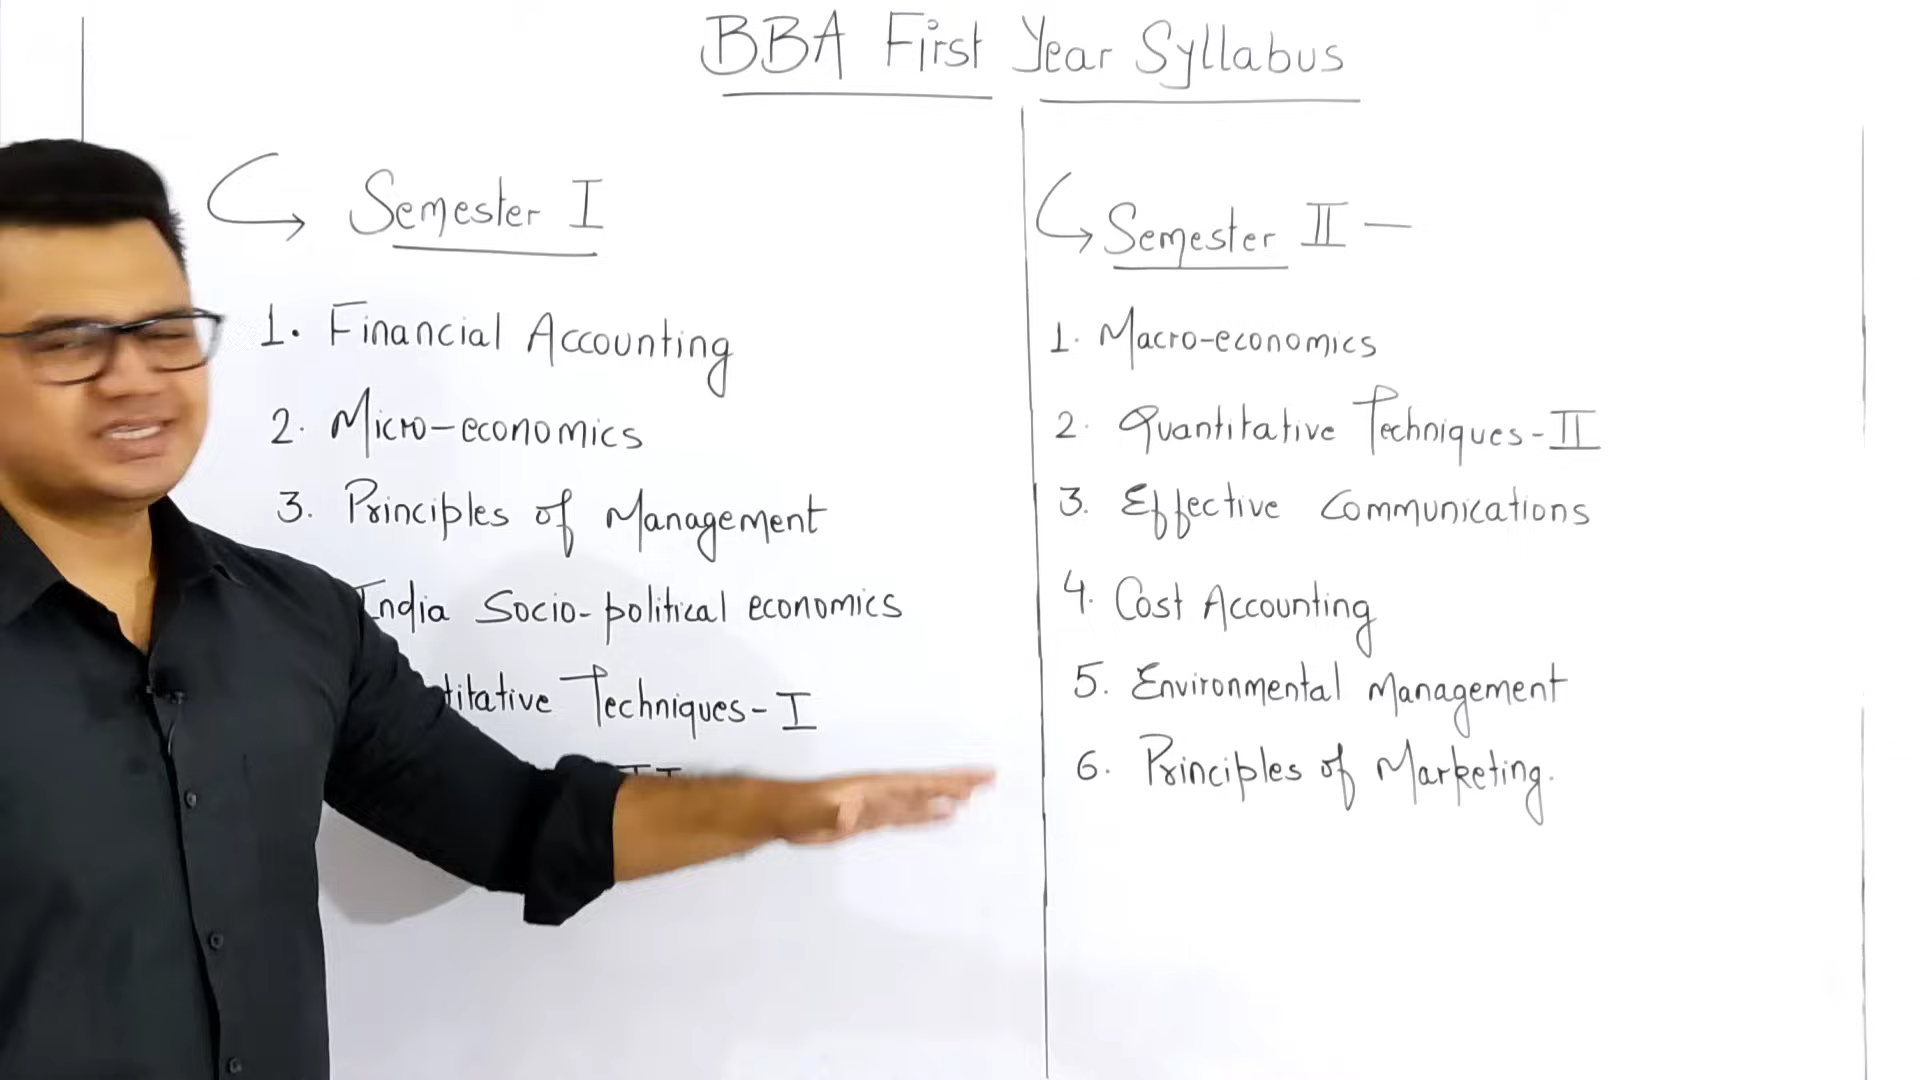 BBA First Year Syllabus
Semester I
1. Financial Accounting
2. Micro-economics
3. Principles of Management
India Socio-political economics
titative Techniques-I
Semester II —
1. Macro-economics
2. Quantitative Techniques-II
3. Effective Communications
4. Cost Accounting
5. Environmental Management
6. Principles of Marketing.